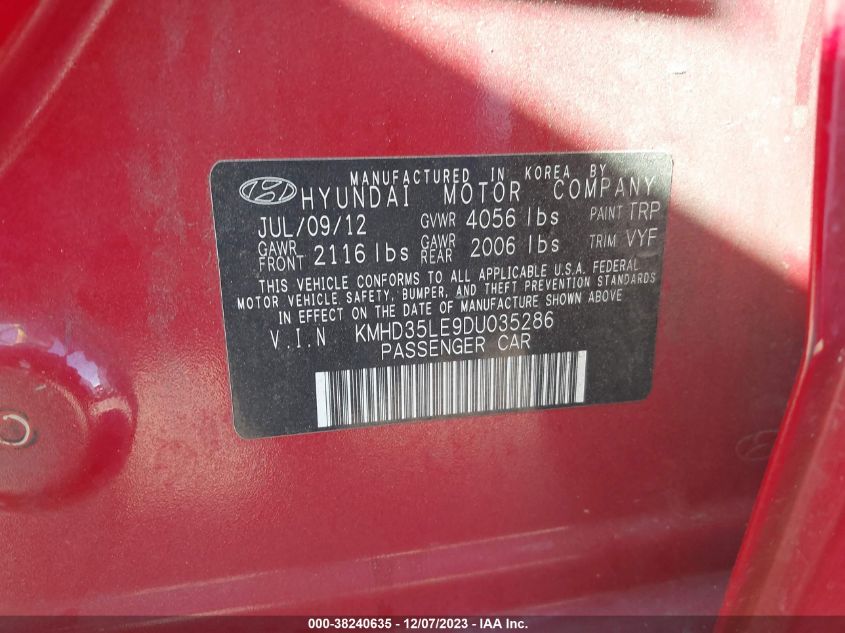 MANUFACTURED IN KOREA BY
HYUNDAI MOTOR COMPANY
JUL/09/12 GVWR 4056 lbs PAINT TRP
GAWR FRONT 2116 lbs GAWR REAR 2006 lbs TRIM VYF
THIS VEHICLE CONFORMS TO ALL APPLICABLE U.S.A. FEDERAL
MOTOR VEHICLE SAFETY, BUMPER, AND THEFT PREVENTION STANDARDS
IN EFFECT ON THE DATE OF MANUFACTURE SHOWN ABOVE
V.I.N KMHD35LE9DU035286
PASSENGER CAR
000-38240635 - 12/07/2023 - IAAI.com.